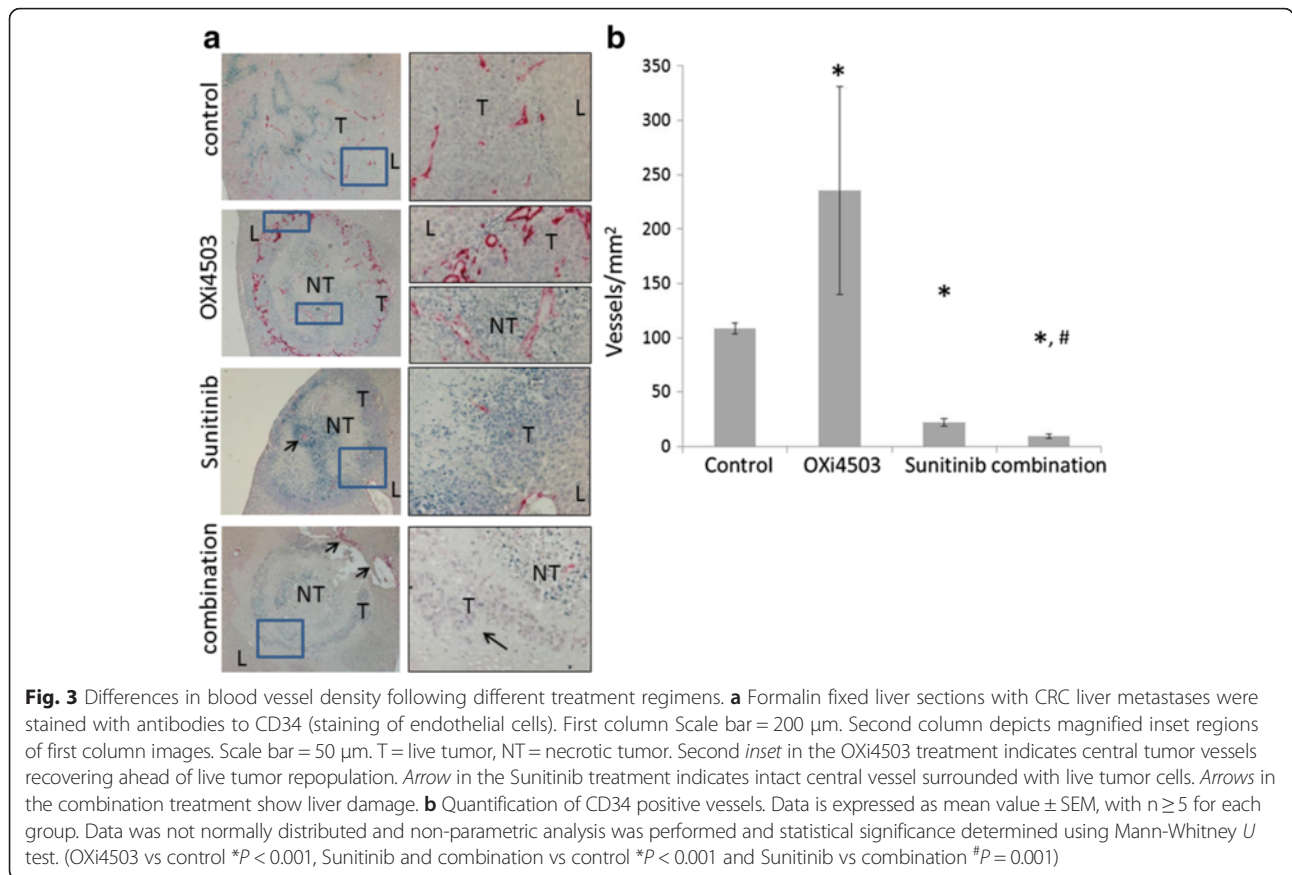 a
control
T
L
T
L
OXi4503
L
NT
T
L
T
NT
Sunitinib
T
NT
L
T
L
combination
NT
T
L
NT
T
b
Vessels/mm²
350
300
250
200
150
100
50
0
*
*
*, #
Control OXi4503 Sunitinib combination
Fig. 3 Differences in blood vessel density following different treatment regimens. a Formalin fixed liver sections with CRC liver metastases were
stained with antibodies to CD34 (staining of endothelial cells). First column Scale bar = 200 μm. Second column depicts magnified inset regions
of first column images. Scale bar = 50 μm. T = live tumor, NT = necrotic tumor. Second inset in the OXi4503 treatment indicates central tumor vessels
recovering ahead of live tumor repopulation. Arrow in the Sunitinib treatment indicates intact central vessel surrounded with live tumor cells. Arrows in
the combination treatment show liver damage. b Quantification of CD34 positive vessels. Data is expressed as mean value ± SEM, with n ≥ 5 for each
group. Data was not normally distributed and non-parametric analysis was performed and statistical significance determined using Mann-Whitney U
test. (OXi4503 vs control *P < 0.001, Sunitinib and combination vs control *P < 0.001 and Sunitinib vs combination #P = 0.001)